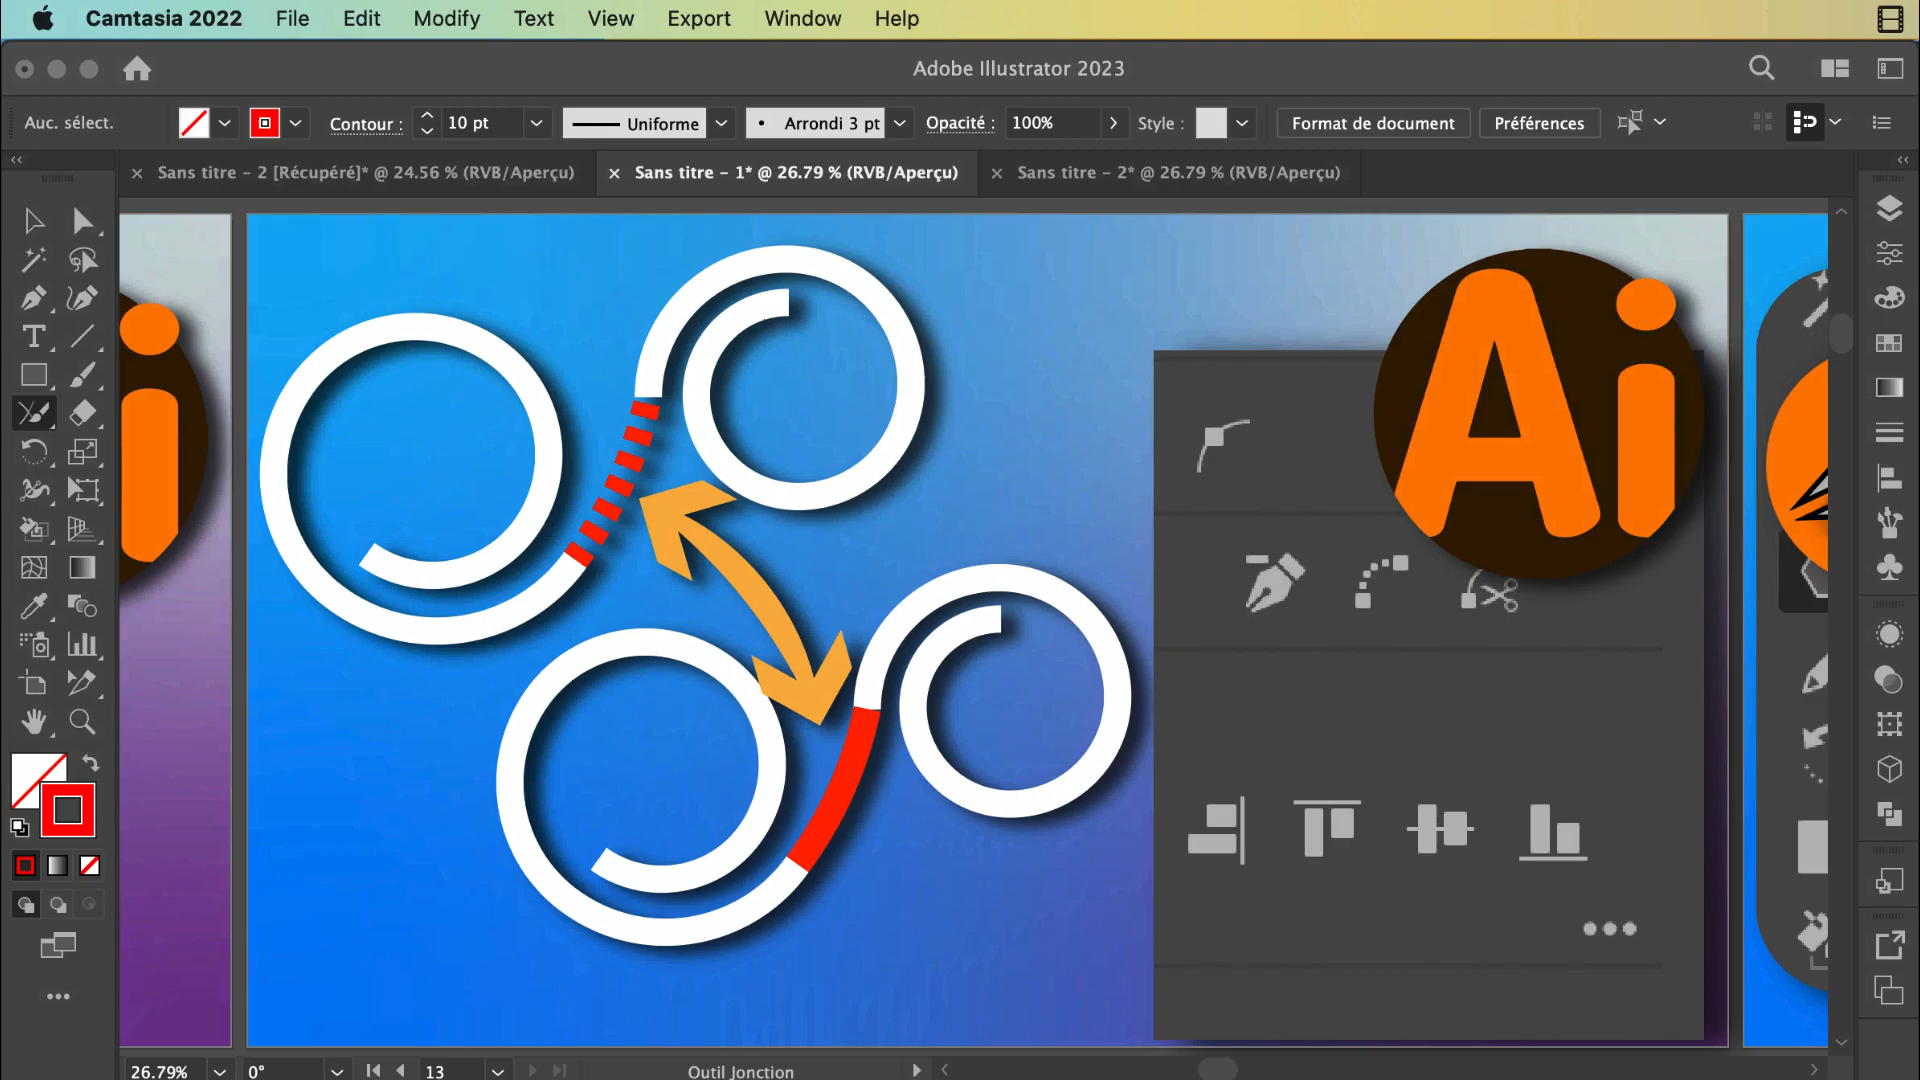 Camtasia 2022 File Edit Modify Text View Export Window Help
Adobe Illustrator 2023
Auc. sélect. Contour : 10 pt Uniforme Arrondi 3 pt Opacité : 100% Style : Format de document Préférences
Sans titre - 2 [Récupéré]* @ 24.56 % (RVB/Aperçu) Sans titre - 1* @ 26.79 % (RVB/Aperçu) Sans titre - 2* @ 26.79 % (RVB/Aperçu)
i
Ai
26.79% 0° 13 Outil Jonction